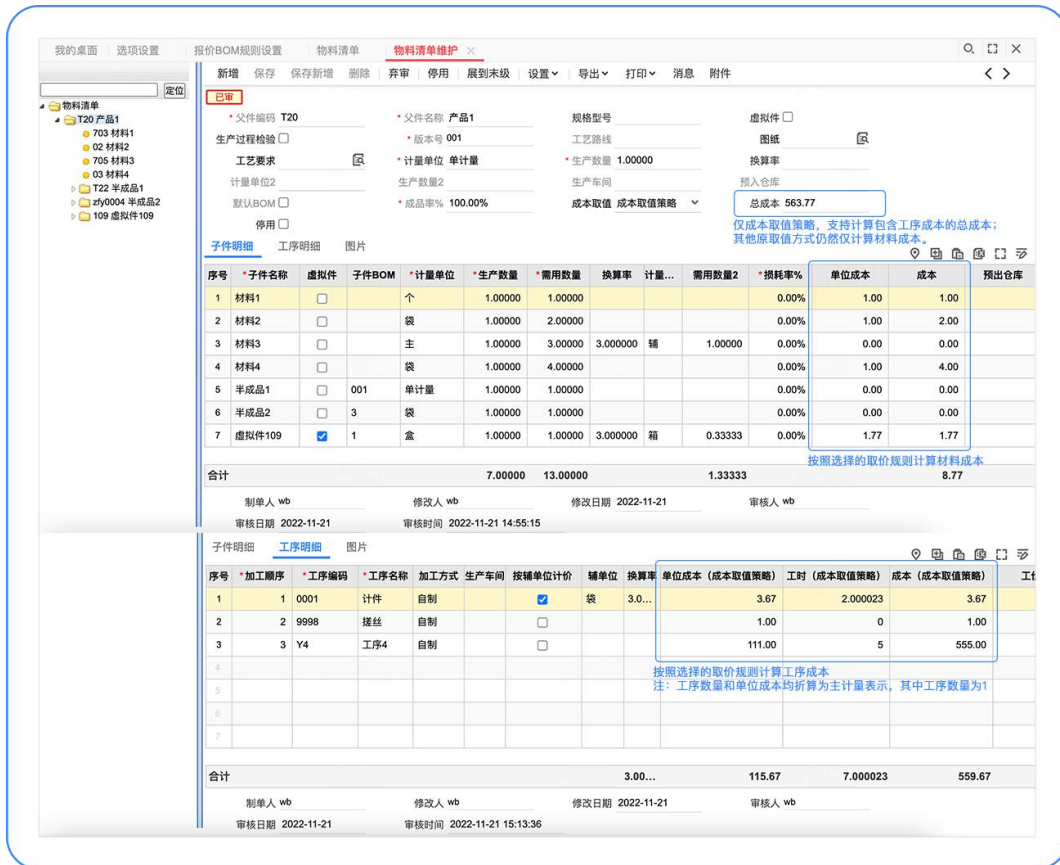 我的桌面 选项设置 报价BOM规则设置 物料清单 物料清单维护
新增 保存 保存新增 删除 弃审 停用 展到末级 设置 导出 打印 消息 附件
定位
物料清单
T20 产品1
703 材料1
02 材料2
705 材料3
03 材料4
T22 半成品1
zfy0004 半成品2
109 虚拟件109
已审
* 父件编码 T20 * 父件名称 产品1 规格型号 虚拟件
生产过程检验 * 版本号 001 工艺路线 图纸
工艺要求 * 计量单位 单计量 * 生产数量 1.00000 换算率
计量单位2 生产数量2 生产车间 预入仓库
默认BOM * 成品率% 100.00% 成本取值 成本取值策略 总成本 563.77
停用
仅成本取值策略，支持计算包含工序成本的总成本；
其他原取值方式仍然仅计算材料成本。
子件明细 工序明细 图片
序号 *子件名称 虚拟件 子件BOM *计量单位 *生产数量 *需用数量 换算率 计量... 需用数量2 *损耗率% 单位成本 成本 预出仓库
1 材料1 个 1.00000 1.00000 0.00% 1.00 1.00
2 材料2 袋 1.00000 2.00000 0.00% 1.00 2.00
3 材料3 主 1.00000 3.00000 3.000000 辅 1.00000 0.00% 0.00 0.00
4 材料4 袋 1.00000 4.00000 0.00% 1.00 4.00
5 半成品1 001 单计量 1.00000 1.00000 0.00% 0.00 0.00
6 半成品2 3 袋 1.00000 1.00000 0.00% 0.00 0.00
7 虚拟件109 1 盒 1.00000 1.00000 3.000000 箱 0.33333 0.00% 1.77 1.77
按照选择的取价规则计算材料成本
合计 7.00000 13.00000 1.33333 8.77
制单人 wb 修改人 wb 修改日期 2022-11-21 审核人 wb
审核日期 2022-11-21 审核时间 2022-11-21 14:55:15
子件明细 工序明细 图片
序号 *加工顺序 *工序编码 *工序名称 加工方式 生产车间 按辅单位计价 辅单位 换算率 单位成本（成本取值策略） 工时（成本取值策略） 成本（成本取值策略）
1 1 0001 计件 自制 袋 3.0... 3.67 2.000023 3.67
2 2 9998 搓丝 自制 1.00 0 1.00
3 3 Y4 工序4 自制 111.00 5 555.00
4
5
6
7
按照选择的取价规则计算工序成本
注：工序数量和单位成本均折算为主计量表示，其中工序数量为1
合计 3.00... 115.67 7.000023 559.67
制单人 wb 修改人 wb 修改日期 2022-11-21 审核人 wb
审核日期 2022-11-21 审核时间 2022-11-21 15:13:36